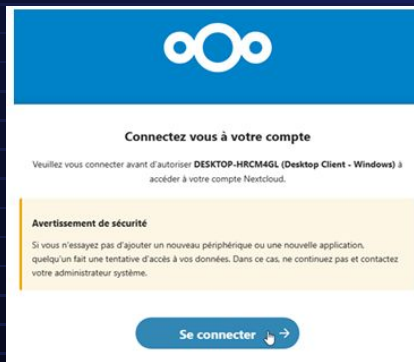 Connectez vous à votre compte
Veuillez vous connecter avant d'autoriser DESKTOP-HRCM4GL (Desktop Client - Windows) à
accéder à votre compte Nextcloud.
Avertissement de sécurité
Si vous n'essayez pas d'ajouter un nouveau périphérique ou une nouvelle application,
quelqu'un fait une tentative d'accès à vos données. Dans ce cas, ne continuez pas et contactez
votre administrateur système.
Se connecter